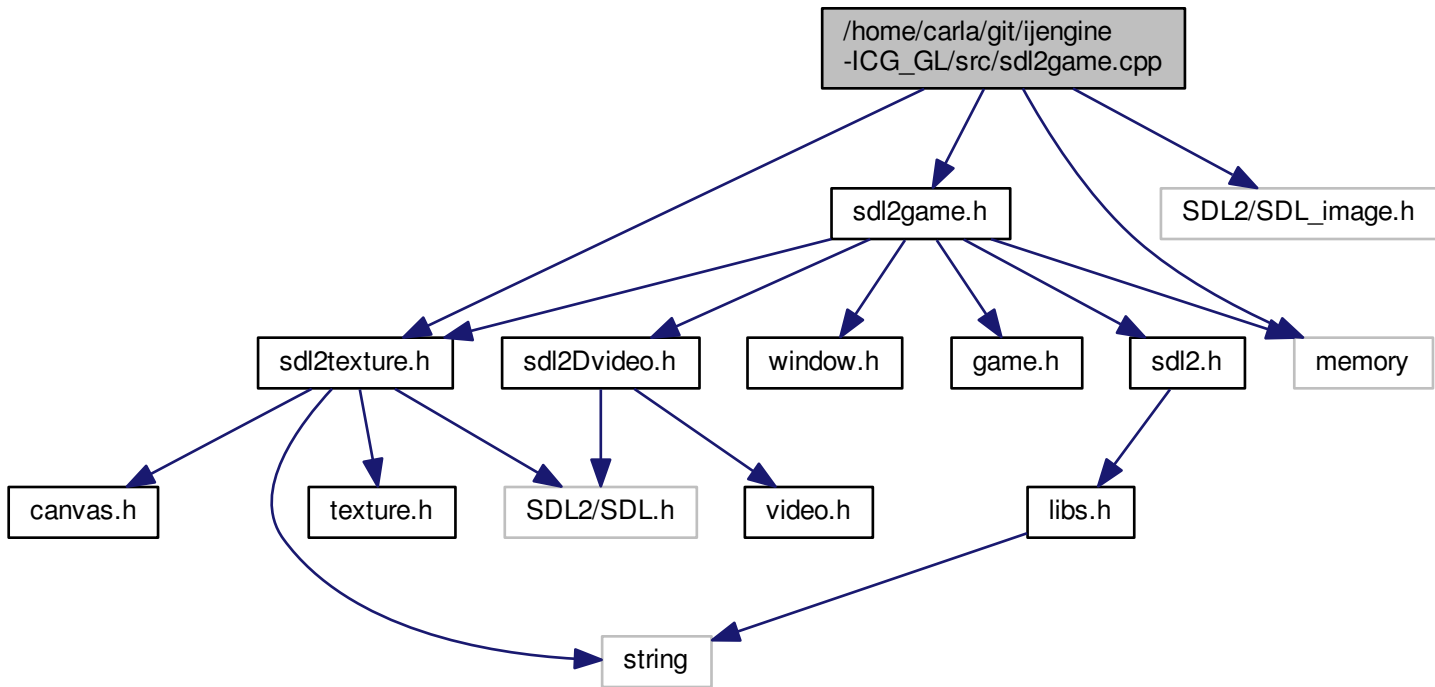 /home/carla/git/ijengine
-ICG_GL/src/sdl2game.cpp
sdl2game.h
SDL2/SDL_image.h
sdl2texture.h
sdl2Dvideo.h
window.h
game.h
sdl2.h
memory
canvas.h
texture.h
SDL2/SDL.h
video.h
libs.h
string